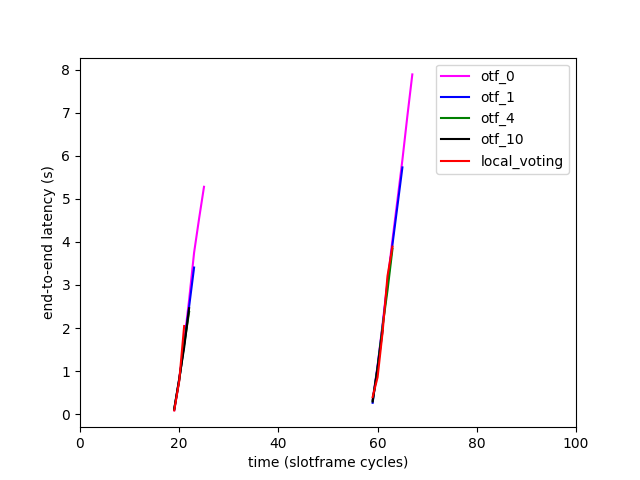 8
7
6
5
4
3
2
1
0
end-to-end latency (s)
otf_0
otf_1
otf_4
otf_10
local_voting
0 20 40 60 80 100
time (slotframe cycles)